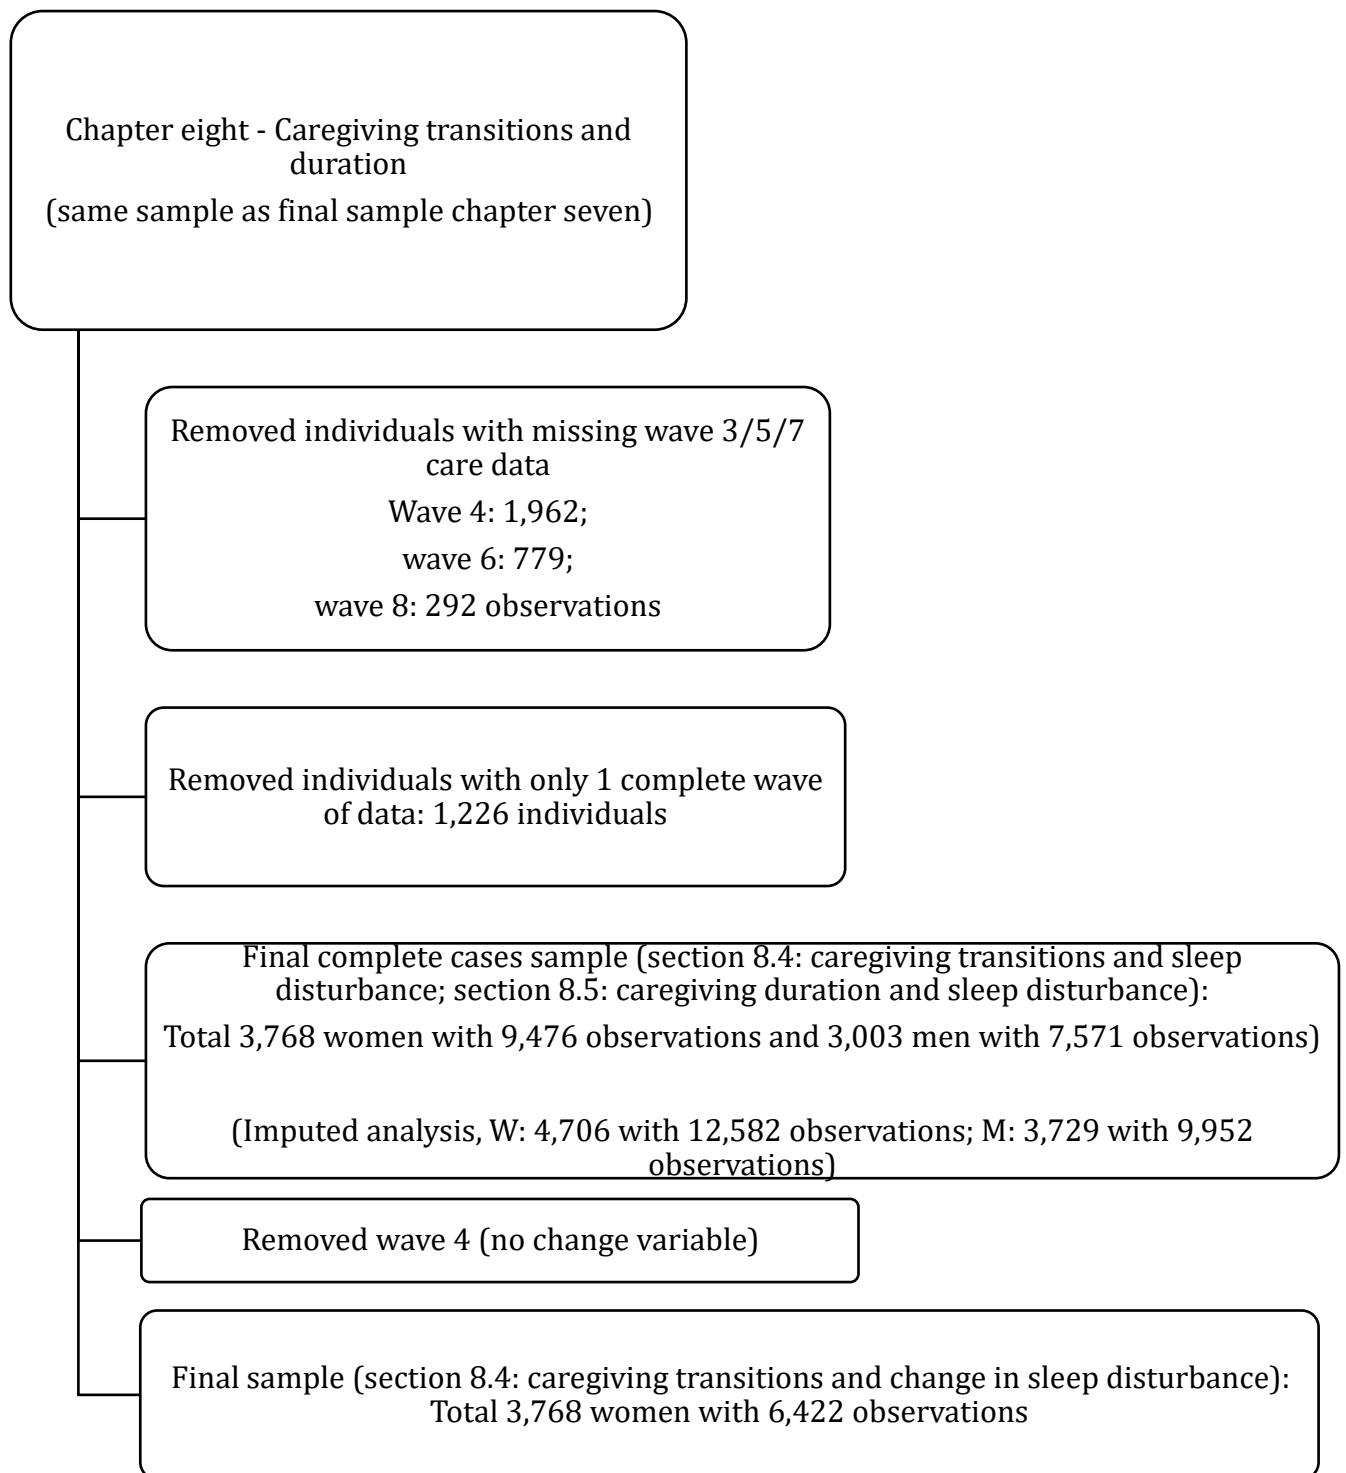 Chapter eight - Caregiving transitions and
duration
(same sample as final sample chapter seven)
Removed individuals with missing wave 3/5/7
care data
Wave 4: 1,962;
wave 6: 779;
wave 8: 292 observations
Removed individuals with only 1 complete wave
of data: 1,226 individuals
Final complete cases sample (section 8.4: caregiving transitions and sleep
disturbance; section 8.5: caregiving duration and sleep disturbance):
Total 3,768 women with 9,476 observations and 3,003 men with 7,571 observations)
(Imputed analysis, W: 4,706 with 12,582 observations; M: 3,729 with 9,952
observations)
Removed wave 4 (no change variable)
Final sample (section 8.4: caregiving transitions and change in sleep disturbance):
Total 3,768 women with 6,422 observations